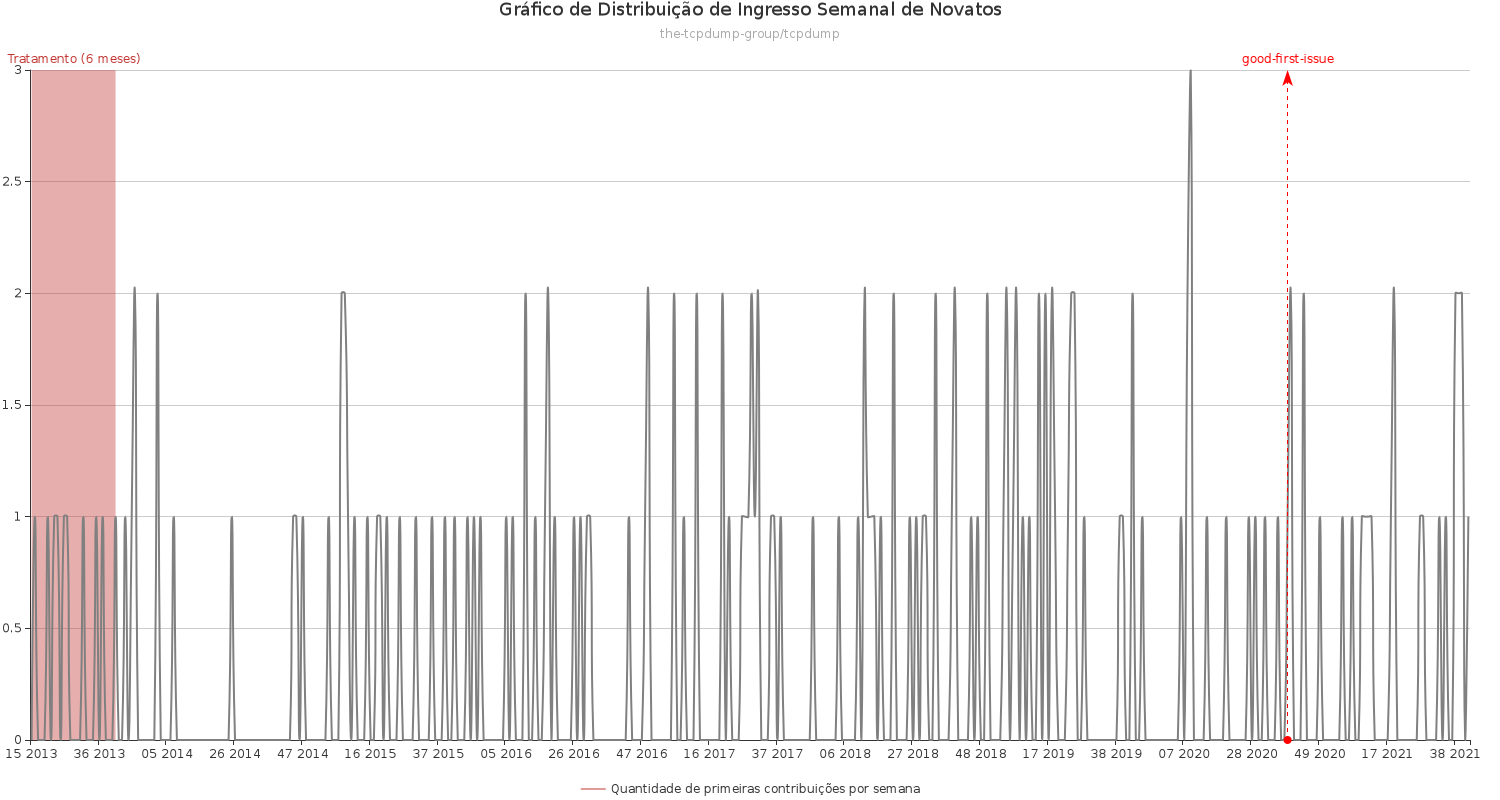 Gráfico de Distribuição de Ingresso Semanal de Novatos
the-tcpdump-group/tcpdump
Tratamento (6 meses)
good-first-issue
3
2.5
2
1.5
1
0.5
0
15 2013 36 2013 05 2014 26 2014 47 2014 16 2015 37 2015 05 2016 26 2016 47 2016 16 2017 37 2017 06 2018 27 2018 48 2018 17 2019 38 2019 07 2020 28 2020 49 2020 17 2021 38 2021
Quantidade de primeiras contribuições por semana